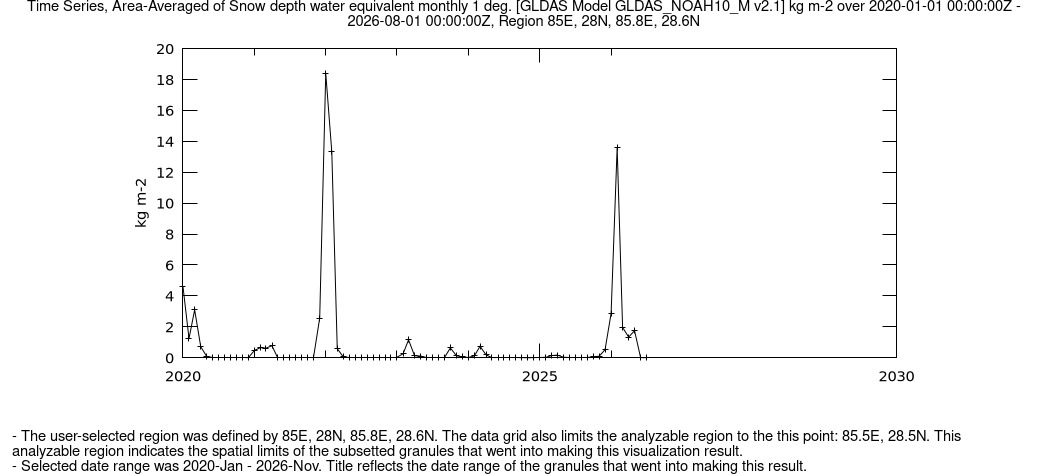 Time Series, Area-Averaged of Snow depth water equivalent monthly 1 deg. [GLDAS Model GLDAS_NOAH10_M v2.1] kg m-2 over 2020-01-01 00:00:00Z -
2026-08-01 00:00:00Z, Region 85E, 28N, 85.8E, 28.6N
20
18
16
14
12
10
8
6
4
2
0
kg m-2
2020 2025 2030
- The user-selected region was defined by 85E, 28N, 85.8E, 28.6N. The data grid also limits the analyzable region to the this point: 85.5E, 28.5N. This
analyzable region indicates the spatial limits of the subsetted granules that went into making this visualization result.
- Selected date range was 2020-Jan - 2026-Nov. Title reflects the date range of the granules that went into making this result.